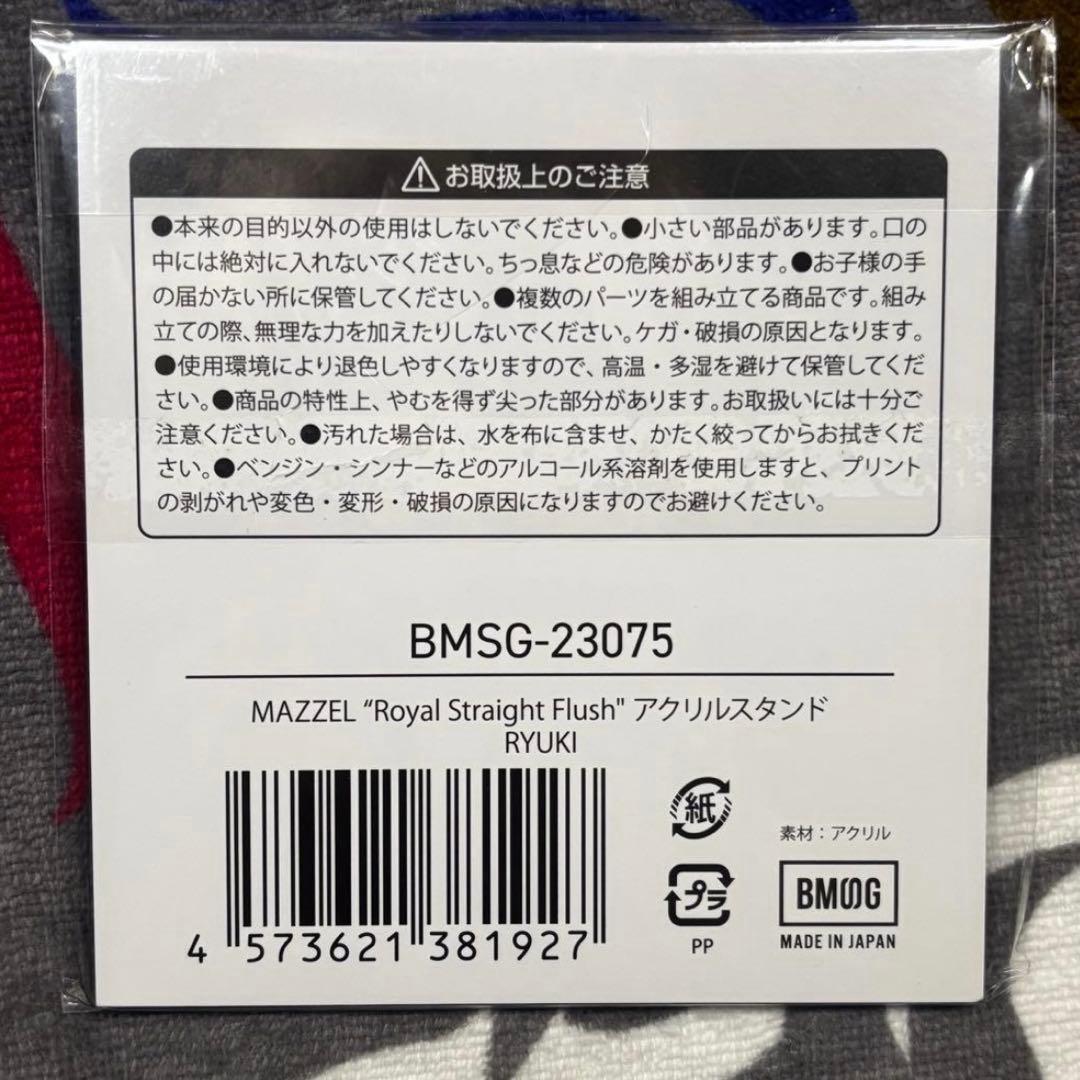 ⚠お取扱上のご注意
●本来の目的以外の使用はしないでください。●小さい部品があります。口の
中には絶対に入れないでください。ちっ息などの危険があります。●お子様の手
の届かない所に保管してください。●複数のパーツを組み立てる商品です。組み
立ての際、無理な力を加えたりしないでください。ケガ・破損の原因となります。
●使用環境により退色しやすくなりますので、高温・多湿を避けて保管してくだ
さい。●商品の特性上、やむを得ず尖った部分があります。お取扱いには十分ご
注意ください。●汚れた場合は、水を布に含ませ、かたく絞ってからお拭きくだ
さい。●ベンジン・シンナーなどのアルコール系溶剤を使用しますと、プリント
の剥がれや変色・変形・破損の原因になりますのでお避けください。
BMSG-23075
MAZZEL “Royal Straight Flush" アクリルスタンド
RYUKI
4 573621 381927
紙
プラ
PP
素材：アクリル
BMSG
MADE IN JAPAN